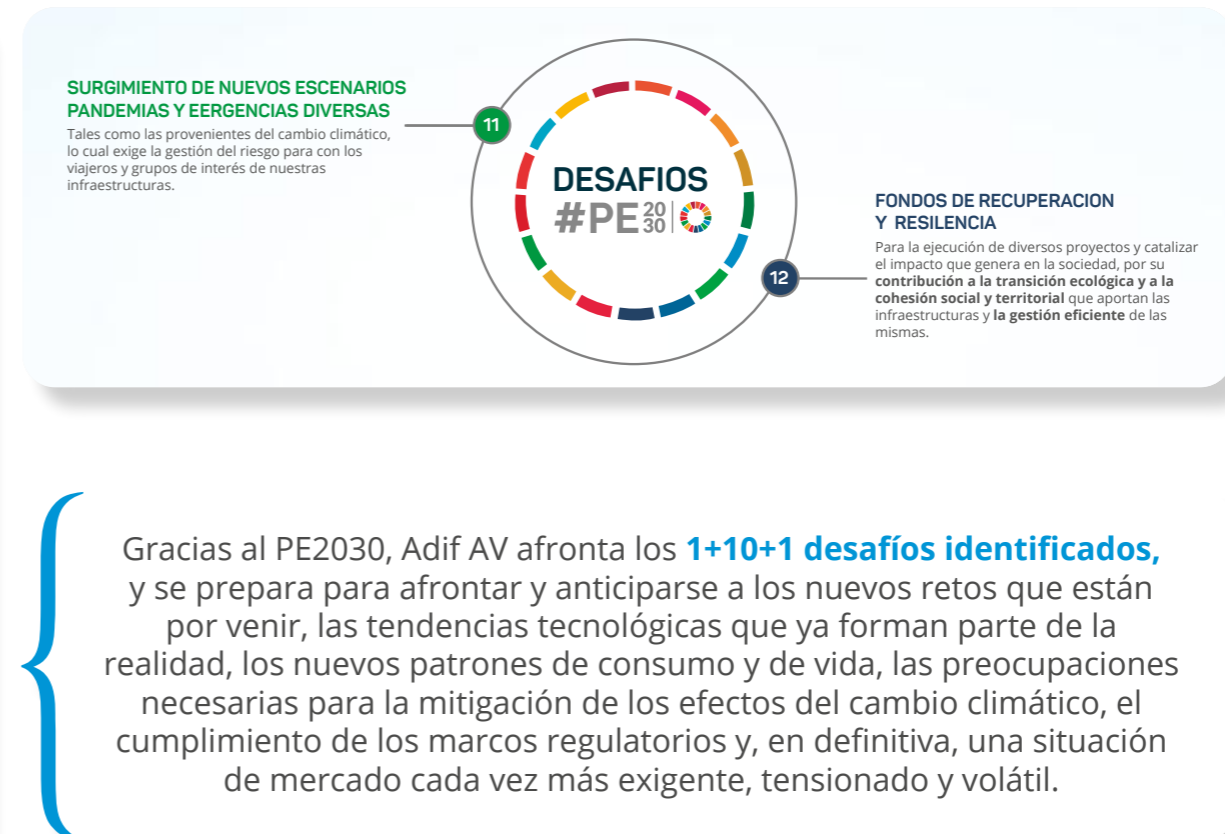 SURGIMIENTO DE NUEVOS ESCENARIOS
PANDEMIAS Y EERGENCIAS DIVERSAS
Tales como las provenientes del cambio climático,
lo cual exige la gestión del riesgo para con los
viajeros y grupos de interés de nuestras
infraestructuras.
11
DESAFIOS
#PE 20
30
12
FONDOS DE RECUPERACION
Y RESILENCIA
Para la ejecución de diversos proyectos y catalizar
el impacto que genera en la sociedad, por su
contribución a la transición ecológica y a la
cohesión social y territorial que aportan las
infraestructuras y la gestión eficiente de las
mismas.
Gracias al PE2030, Adif AV afronta los 1+10+1 desafíos identificados,
y se prepara para afrontar y anticiparse a los nuevos retos que están
por venir, las tendencias tecnológicas que ya forman parte de la
realidad, los nuevos patrones de consumo y de vida, las preocupaciones
necesarias para la mitigación de los efectos del cambio climático, el
cumplimiento de los marcos regulatorios y, en definitiva, una situación
de mercado cada vez más exigente, tensionado y volátil.